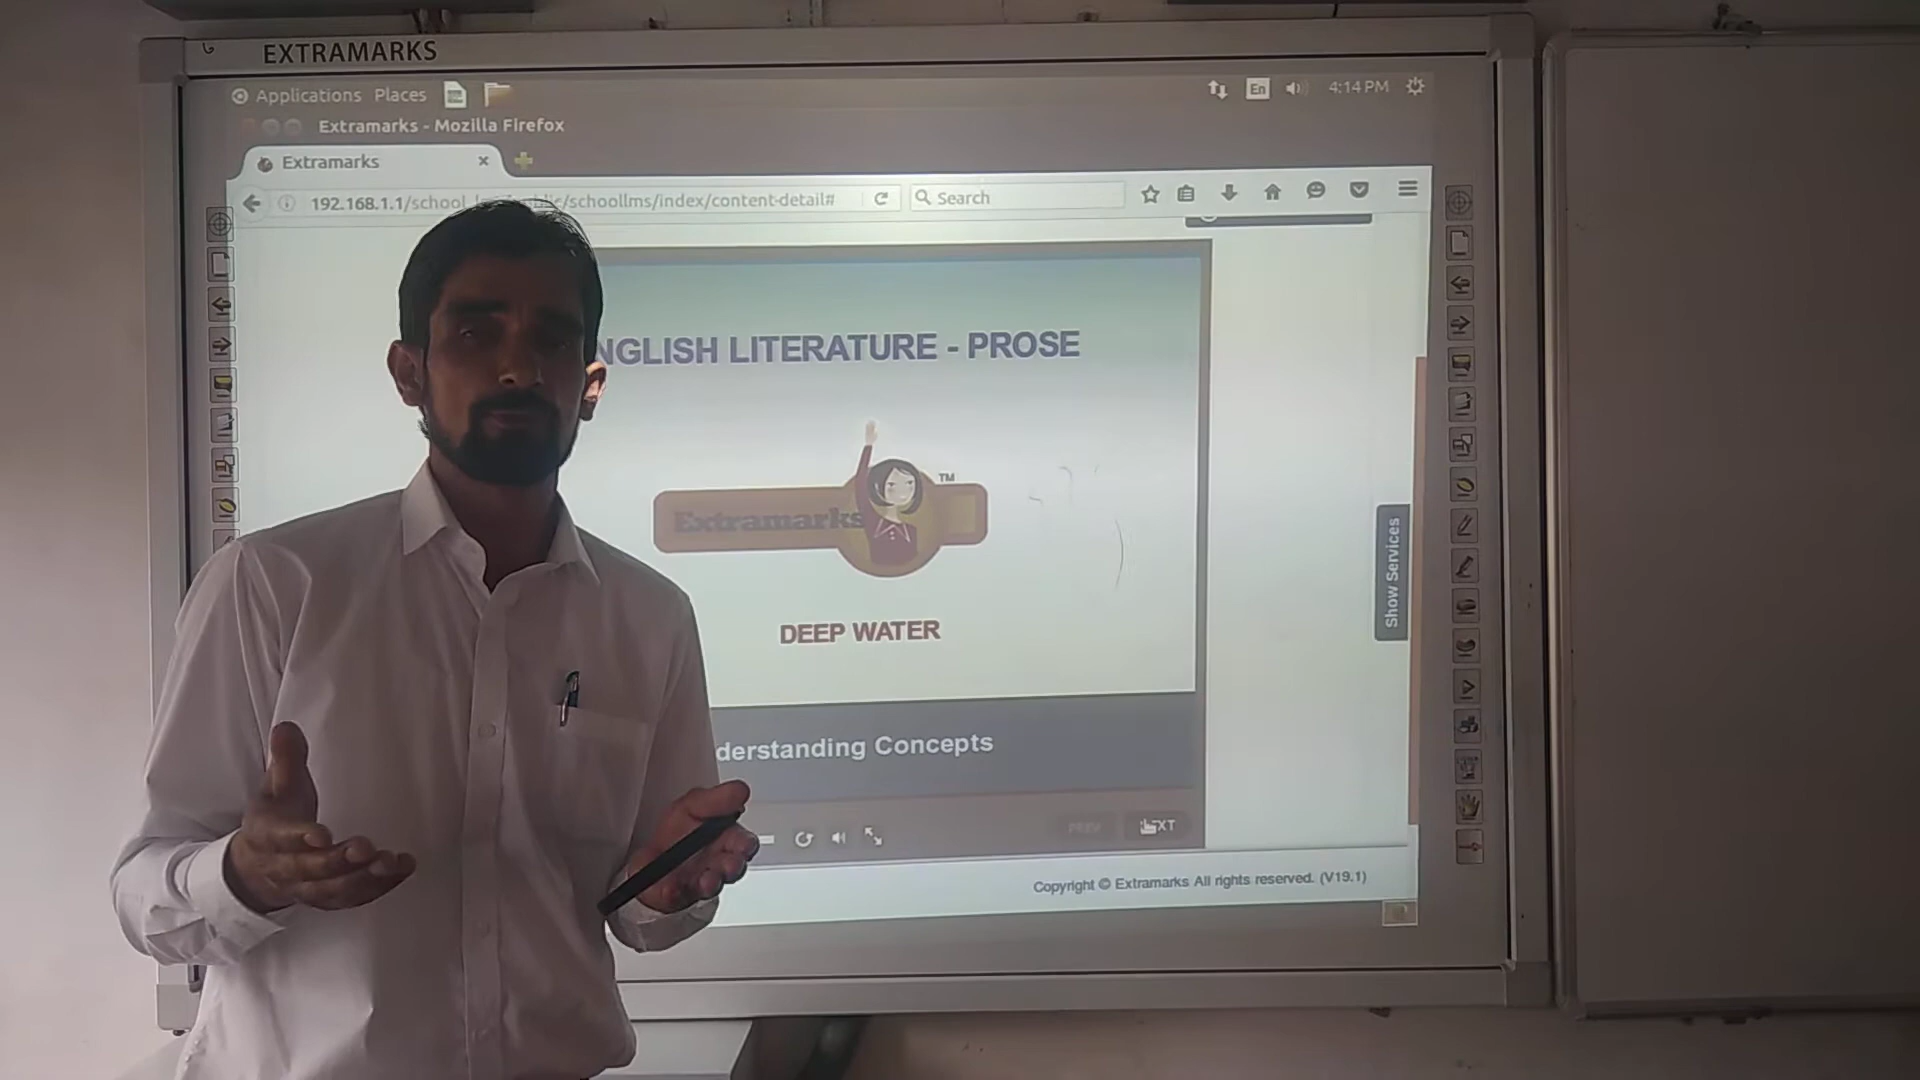 EXTRAMARKS
Applications Places En 4:14 PM
Extramarks - Mozilla Firefox
Extramarks
192.168.1.1/school /schoollms/index/content-detail# Search
NGLISH LITERATURE - PROSE
TM
Extramarks
DEEP WATER
Show Services
derstanding Concepts
PREV
Copyright © Extramarks All rights reserved. (V19.1)